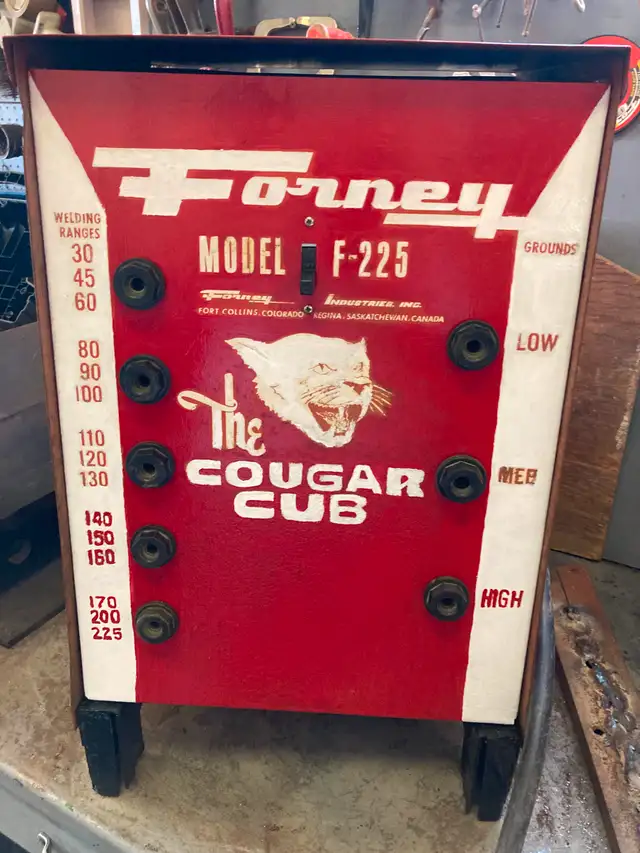 Forney
WELDING
RANGES
30
45
60
MODEL F-225
GROUNDS
Forney INDUSTRIES, INC.
FORT COLLINS, COLORADO REGINA, SASKATCHEWAN, CANADA
LOW
80
90
100
The
COUGAR
CUB
110
120
130
MED
140
150
160
170
200
225
HIGH